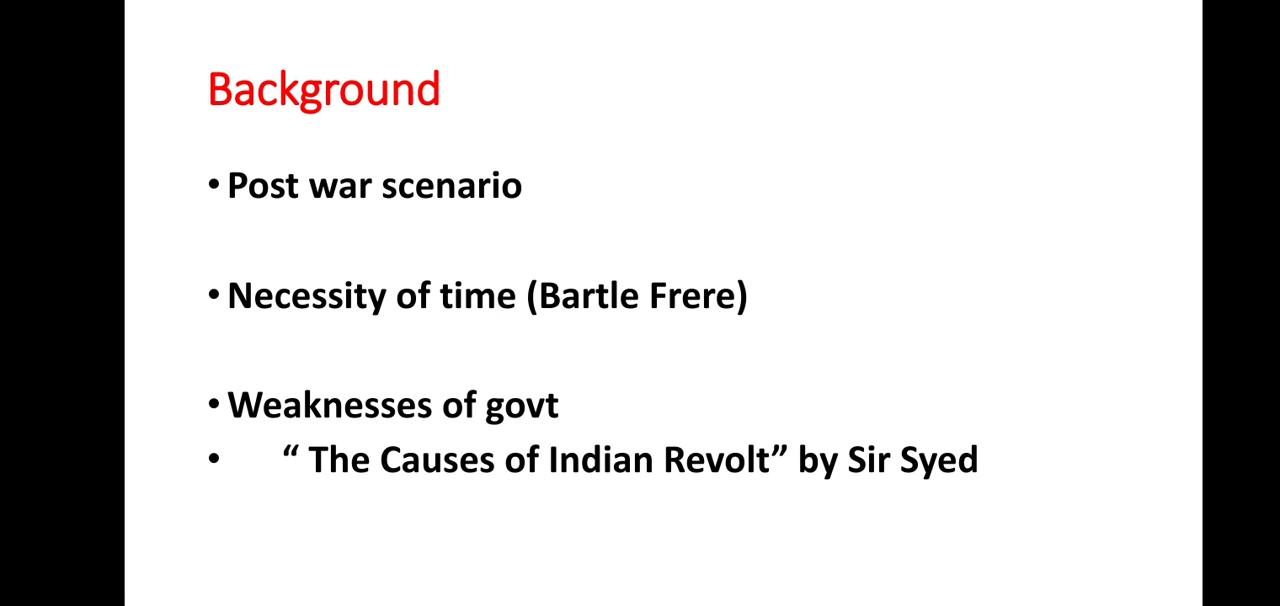 Background
• Post war scenario
• Necessity of time (Bartle Frere)
• Weaknesses of govt
• “ The Causes of Indian Revolt” by Sir Syed